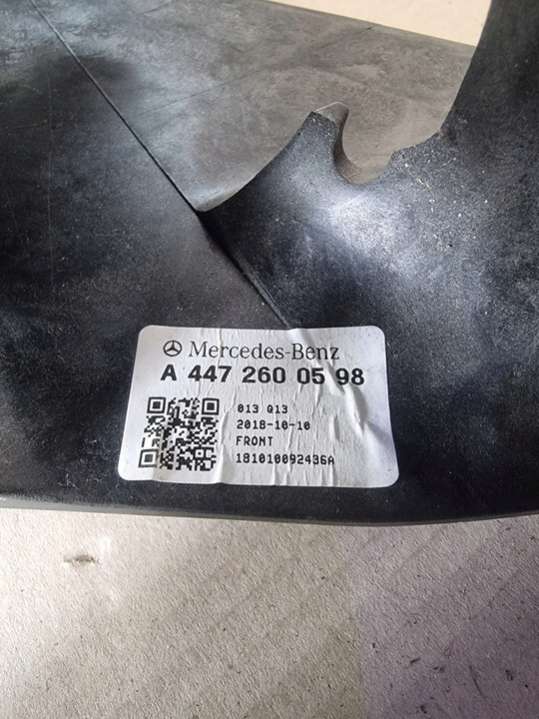 Mercedes-Benz
A 447 260 05 98
013 Q13
2018-10-10
FRONT
181010092436A